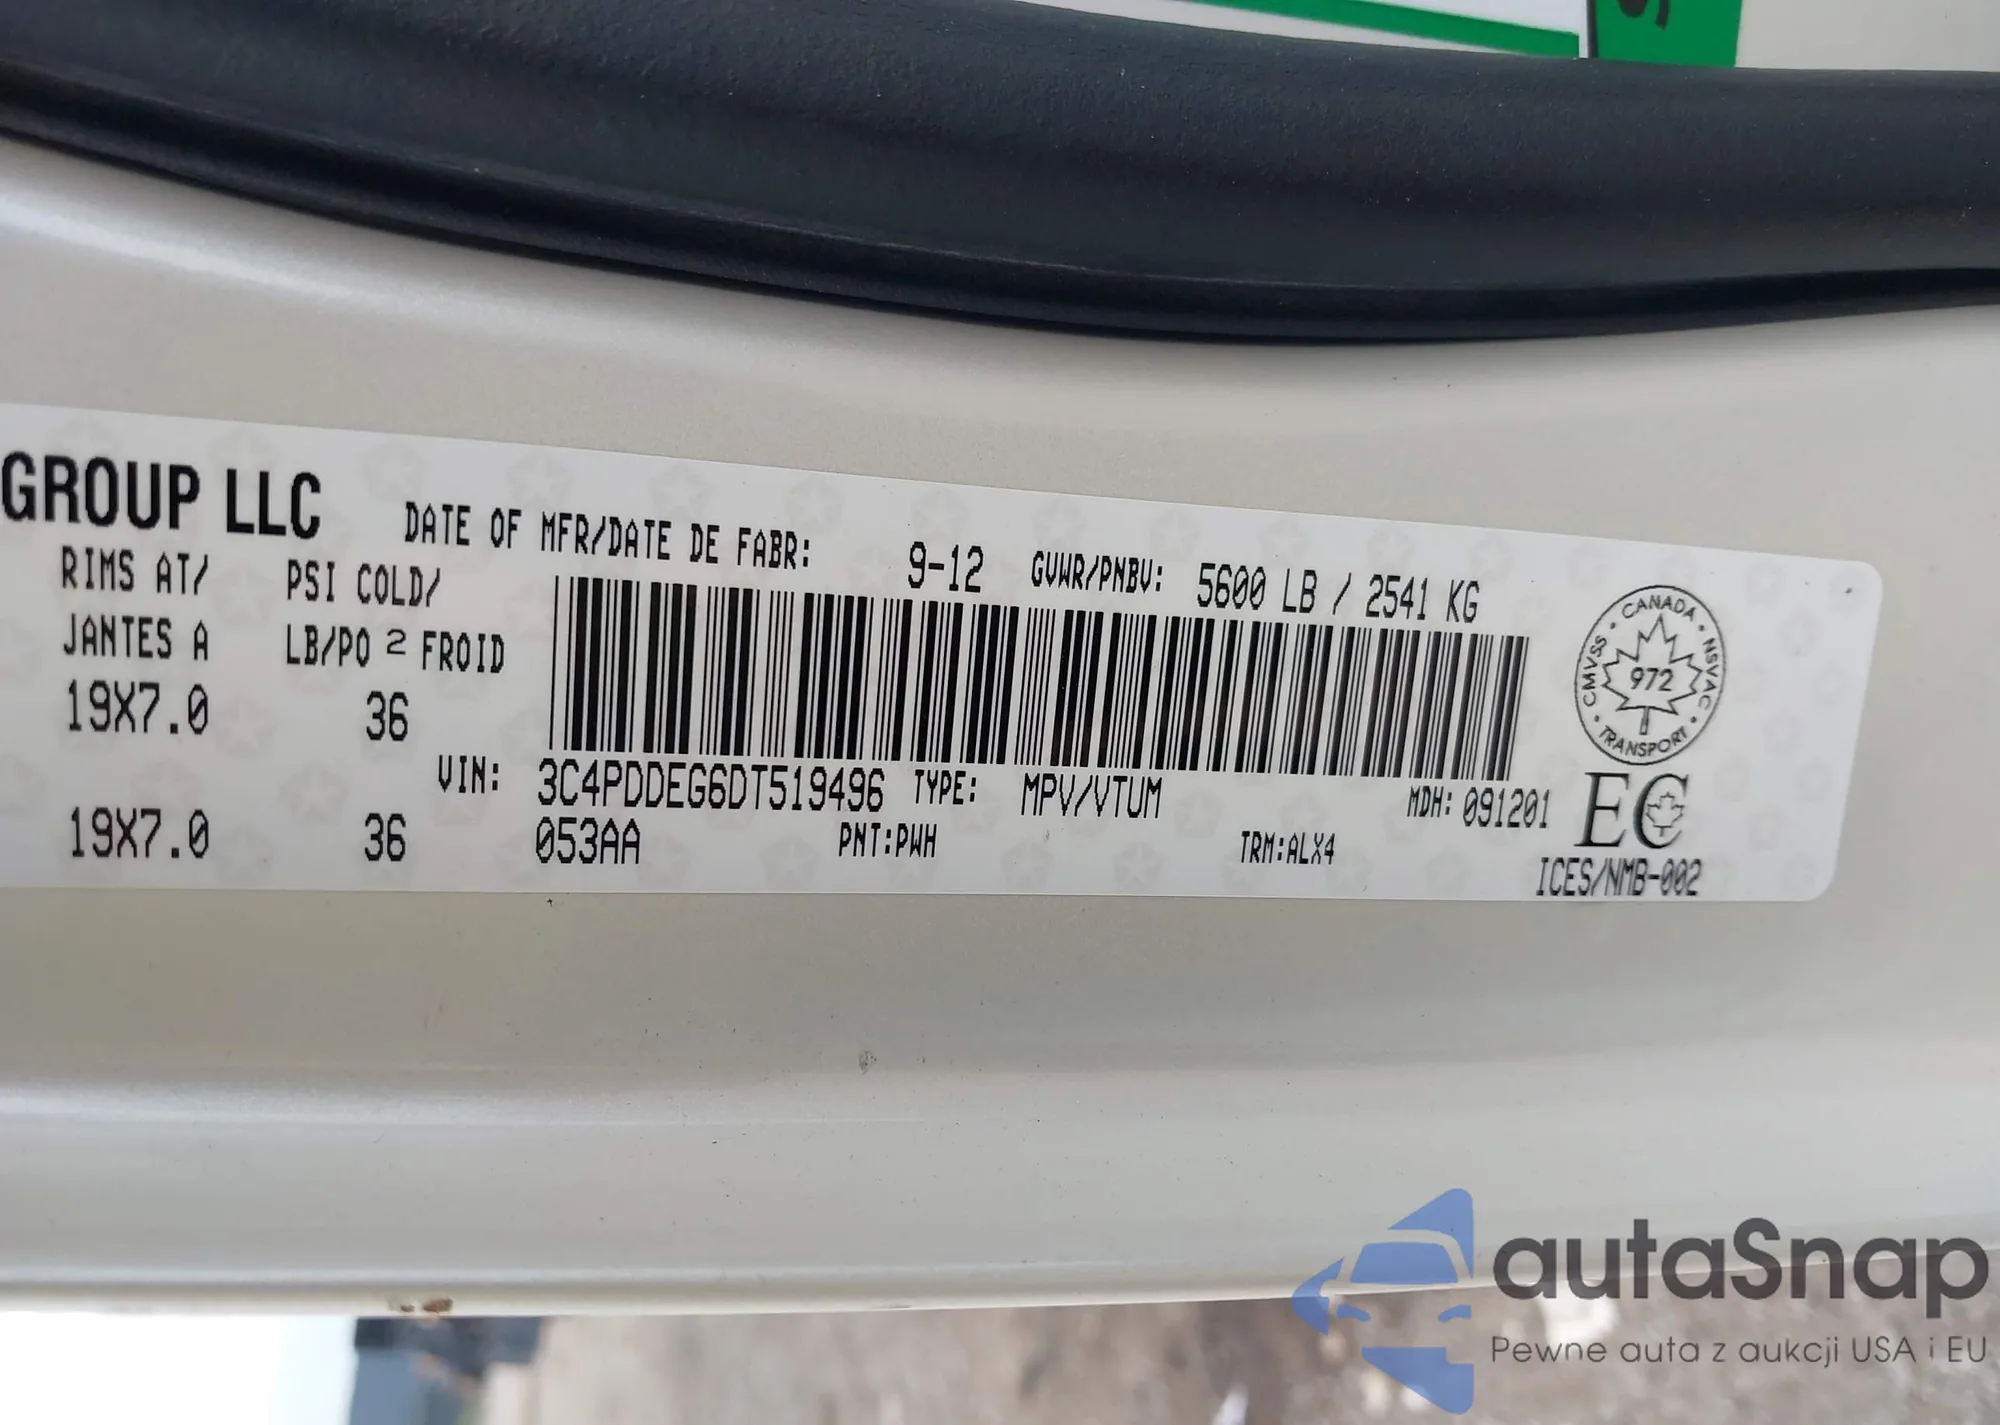 GROUP LLC
DATE OF MFR/DATE DE FABR: 9-12 GVWR/PNBV: 5600 LB / 2541 KG
RIMS AT/ PSI COLD/
JANTES A LB/PO 2 FROID
19X7.0 36
VIN: 3C4PDDEG6DT519496 TYPE: MPV/VTUM MDH: 091201
19X7.0 36 053AA PNT:PWH TRM:ALX4
CANADA
CMVSS NSVAC
972
TRANSPORT
EC
ICES/NMB-002
autaSnap
Pewne auta z aukcji USA i EU